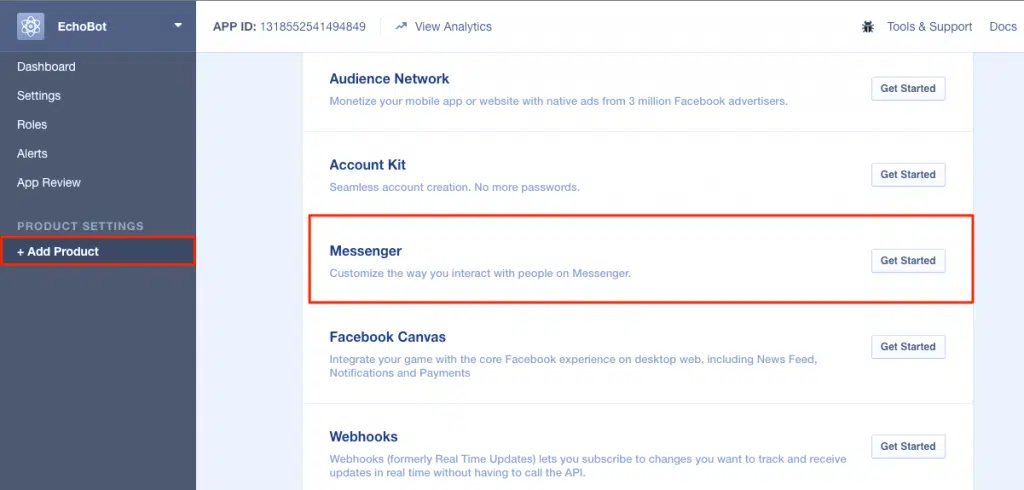 EchoBot
APP ID: 1318552541494849
View Analytics
Tools & Support
Docs
Dashboard
Settings
Roles
Alerts
App Review
PRODUCT SETTINGS
+ Add Product
Audience Network
Monetize your mobile app or website with native ads from 3 million Facebook advertisers.
Get Started
Account Kit
Seamless account creation. No more passwords.
Get Started
Messenger
Customize the way you interact with people on Messenger.
Get Started
Facebook Canvas
Integrate your game with the core Facebook experience on desktop web, including News Feed,
Notifications and Payments
Get Started
Webhooks
Webhooks (formerly Real Time Updates) lets you subscribe to changes you want to track and receive
updates in real time without having to call the API.
Get Started